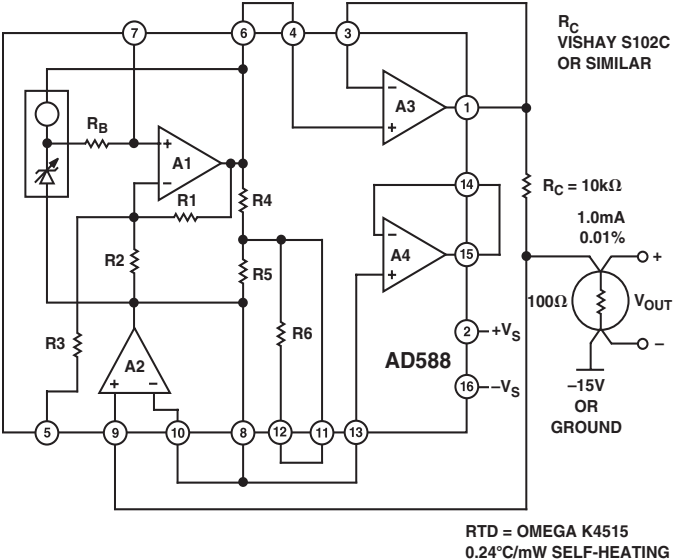 7
6
4
3
R_C
VISHAY S102C
OR SIMILAR
R_B
+
A1
−
−
A3
+
1
R1
R4
14
R_C = 10kΩ
1.0mA
0.01%
R2
−
A4
+
15
+
R5
100Ω
V_OUT
R3
R6
2
+V_S
−
A2
+
−
AD588
16
−V_S
−15V
OR
GROUND
5
9
10
8
12
11
13
RTD = OMEGA K4515
0.24°C/mW SELF-HEATING